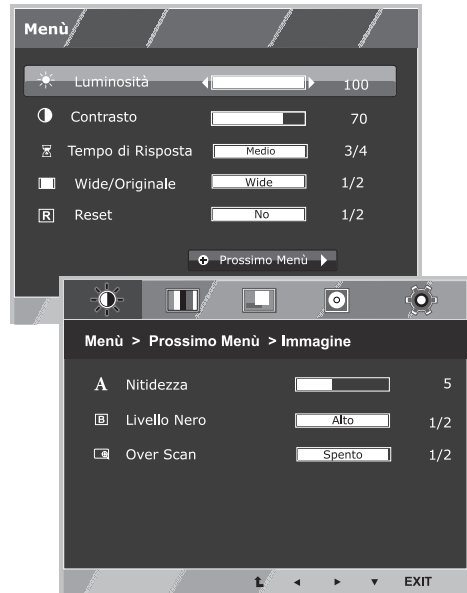 Menù
Luminosità 100
Contrasto 70
Tempo di Risposta Medio 3/4
Wide/Originale Wide 1/2
R Reset No 1/2
Prossimo Menù
Menù > Prossimo Menù > Immagine
A Nitidezza 5
B Livello Nero Alto 1/2
Over Scan Spento 1/2
EXIT